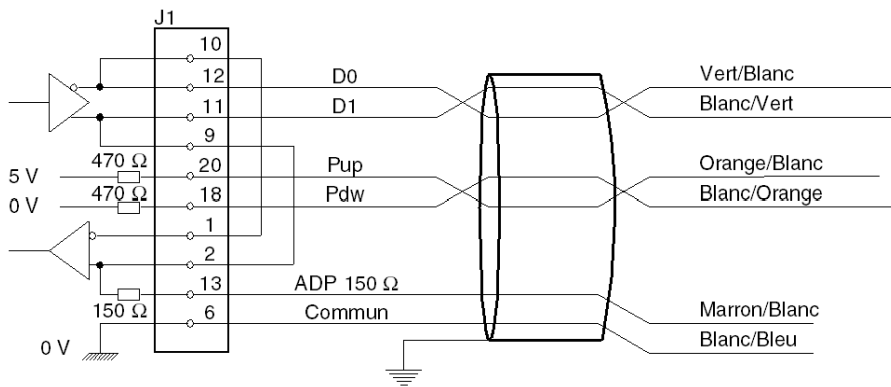 J1
10
12 D0 Vert/Blanc
11 D1 Blanc/Vert
9
470 Ω 20 Pup Orange/Blanc
5 V
470 Ω 18 Pdw Blanc/Orange
0 V
1
2
13 ADP 150 Ω Marron/Blanc
150 Ω 6 Commun Blanc/Bleu
0 V